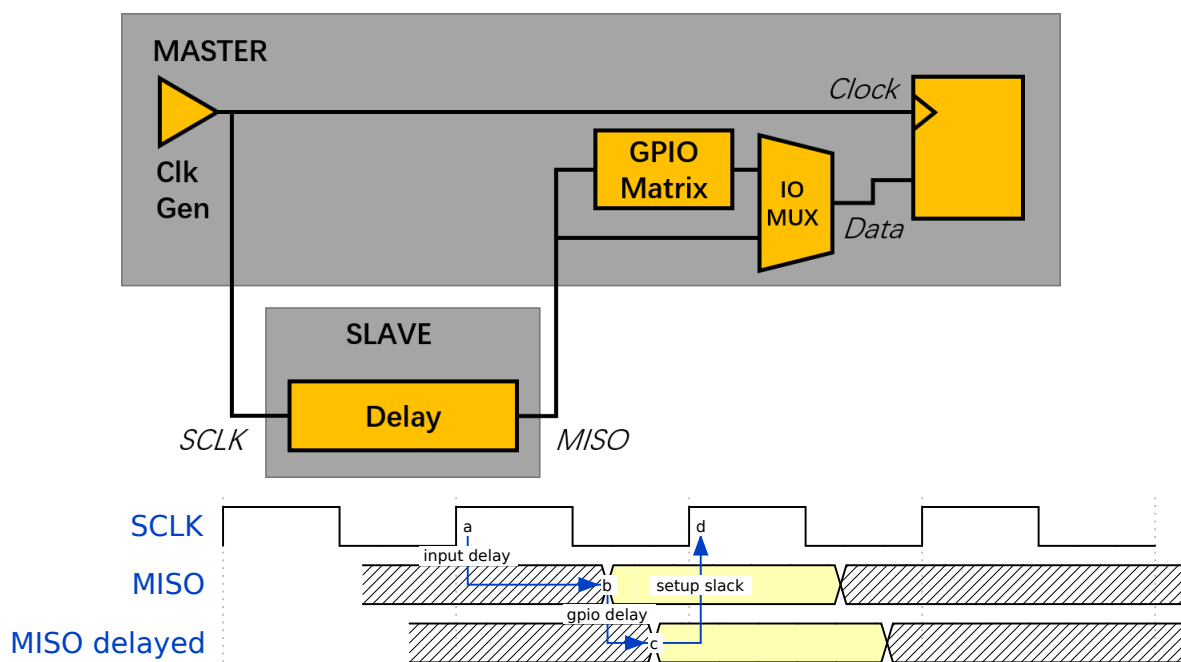 MASTER
Clk
Gen
Clock
GPIO
Matrix
IO
MUX
Data
SLAVE
Delay
SCLK
MISO
SCLK
a
d
input delay
MISO
b
setup slack
gpio delay
MISO delayed
c